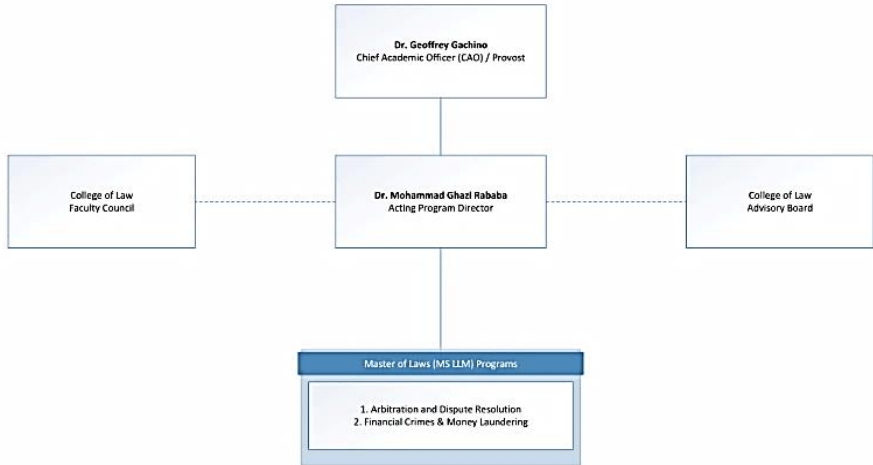 Dr. Geoffrey Gachino
Chief Academic Officer (CAO) / Provost
College of Law
Faculty Council
Dr. Mohammad Ghazi Rababa
Acting Program Director
College of Law
Advisory Board
Master of Laws (MS LLM) Programs
1. Arbitration and Dispute Resolution
2. Financial Crimes & Money Laundering